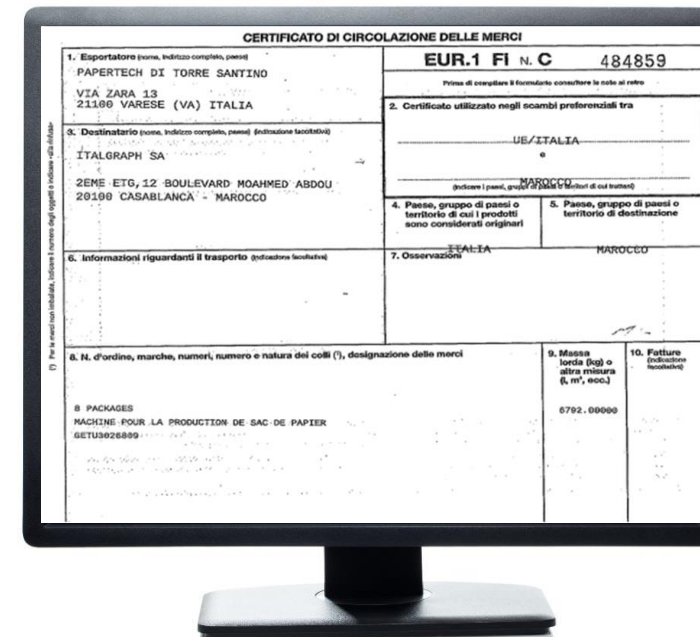 CERTIFICATO DI CIRCOLAZIONE DELLE MERCI
1. Esportatore (nome, indirizzo completo, paese)
PAPERTECH DI TORRE SANTINO
VIA ZARA 13
21100 VARESE (VA) ITALIA
EUR.1 Fi N. C 484859
Prima di compilare il formulario consultare le note al retro
2. Certificato utilizzato negli scambi preferenziali tra
UE/ITALIA
e
MAROCCO
(indicare i paesi, gruppi di paesi o territori di cui trattasi)
3. Destinatario (nome, indirizzo completo, paese) (indicazione facoltativa)
ITALGRAPH SA
2EME ETG,12 BOULEVARD MOAHMED ABDOU
20100 CASABLANCA - MAROCCO
4. Paese, gruppo di paesi o
territorio di cui i prodotti
sono considerati originari
ITALIA
5. Paese, gruppo di paesi o
territorio di destinazione
MAROCCO
6. Informazioni riguardanti il trasporto (indicazione facoltativa)
7. Osservazioni
(¹) Per le merci non imballate, indicare il numero degli oggetti o indicare «alla rinfusa»
8. N. d'ordine, marche, numeri, numero e natura dei colli (¹), designazione delle merci
8 PACKAGES
MACHINE POUR LA PRODUCTION DE SAC DE PAPIER
GETU3026809
9. Massa
lorda (kg) o
altra misura
(l, m³, ecc.)
6702.00000
10. Fatture
(indicazione
facoltativa)